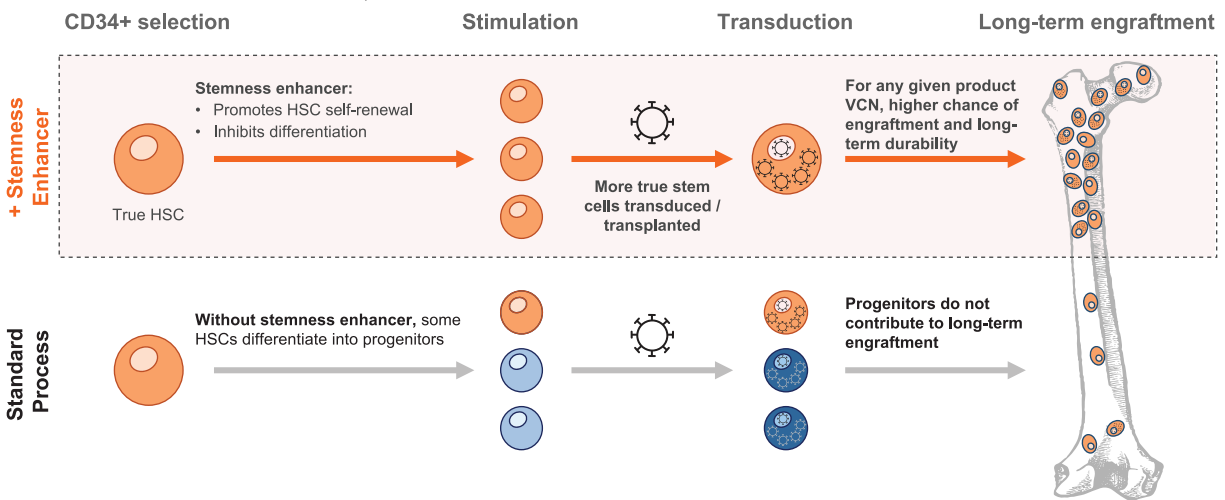 CD34+ selection
Stimulation
Transduction
Long-term engraftment
+ Stemness
Enhancer
Stemness enhancer:
• Promotes HSC self-renewal
• Inhibits differentiation
True HSC
More true stem
cells transduced /
transplanted
For any given product
VCN, higher chance of
engraftment and long-
term durability
Standard
Process
Without stemness enhancer, some
HSCs differentiate into progenitors
Progenitors do not
contribute to long-term
engraftment